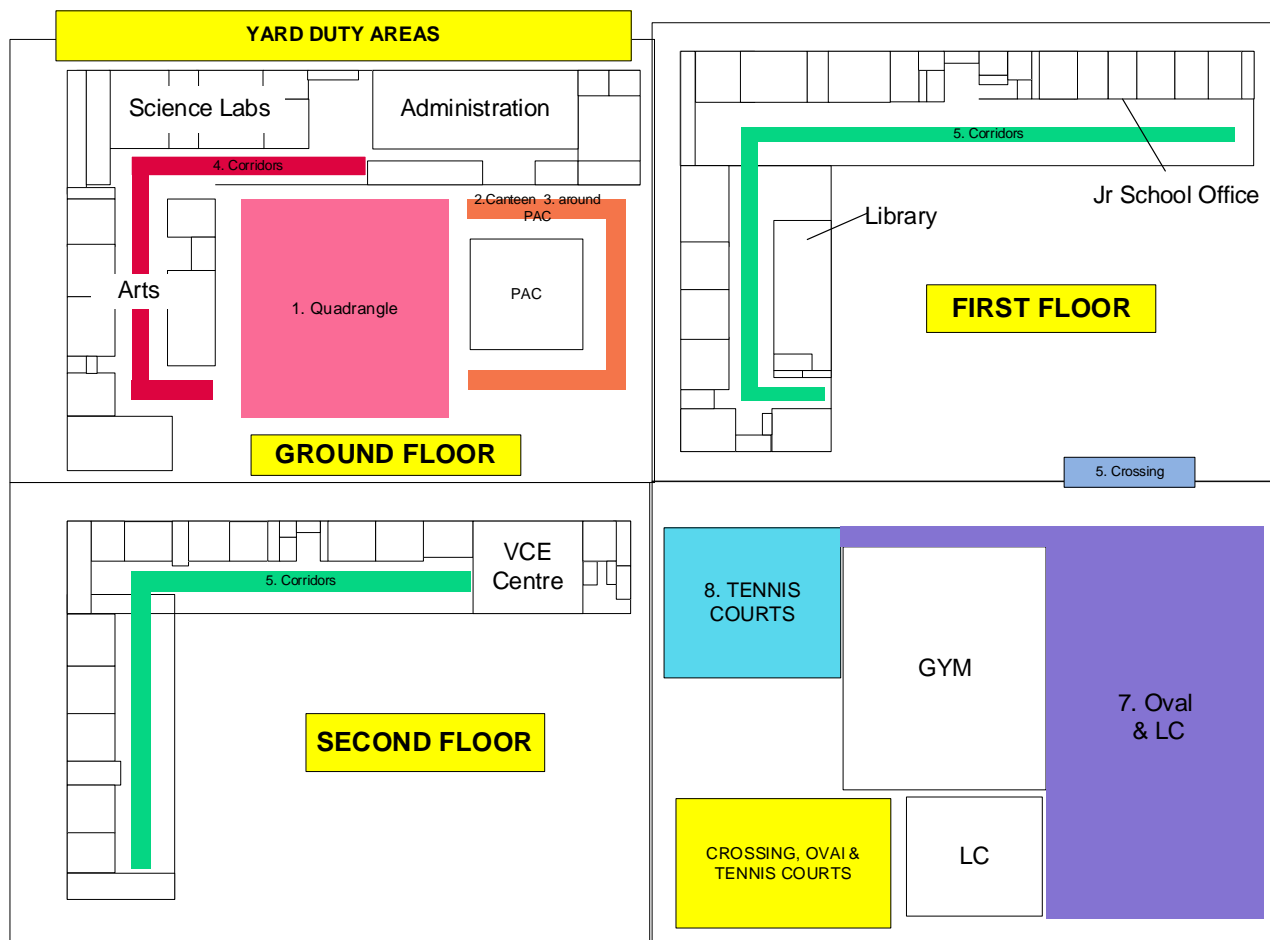 YARD DUTY AREAS
Science Labs
Administration
4. Corridors
2.Canteen 3. around
PAC
Arts
1. Quadrangle
PAC
GROUND FLOOR
5. Corridors
Jr School Office
Library
FIRST FLOOR
5. Crossing
VCE
Centre
5. Corridors
SECOND FLOOR
8. TENNIS
COURTS
GYM
7. Oval
& LC
CROSSING, OVAl &
TENNIS COURTS
LC